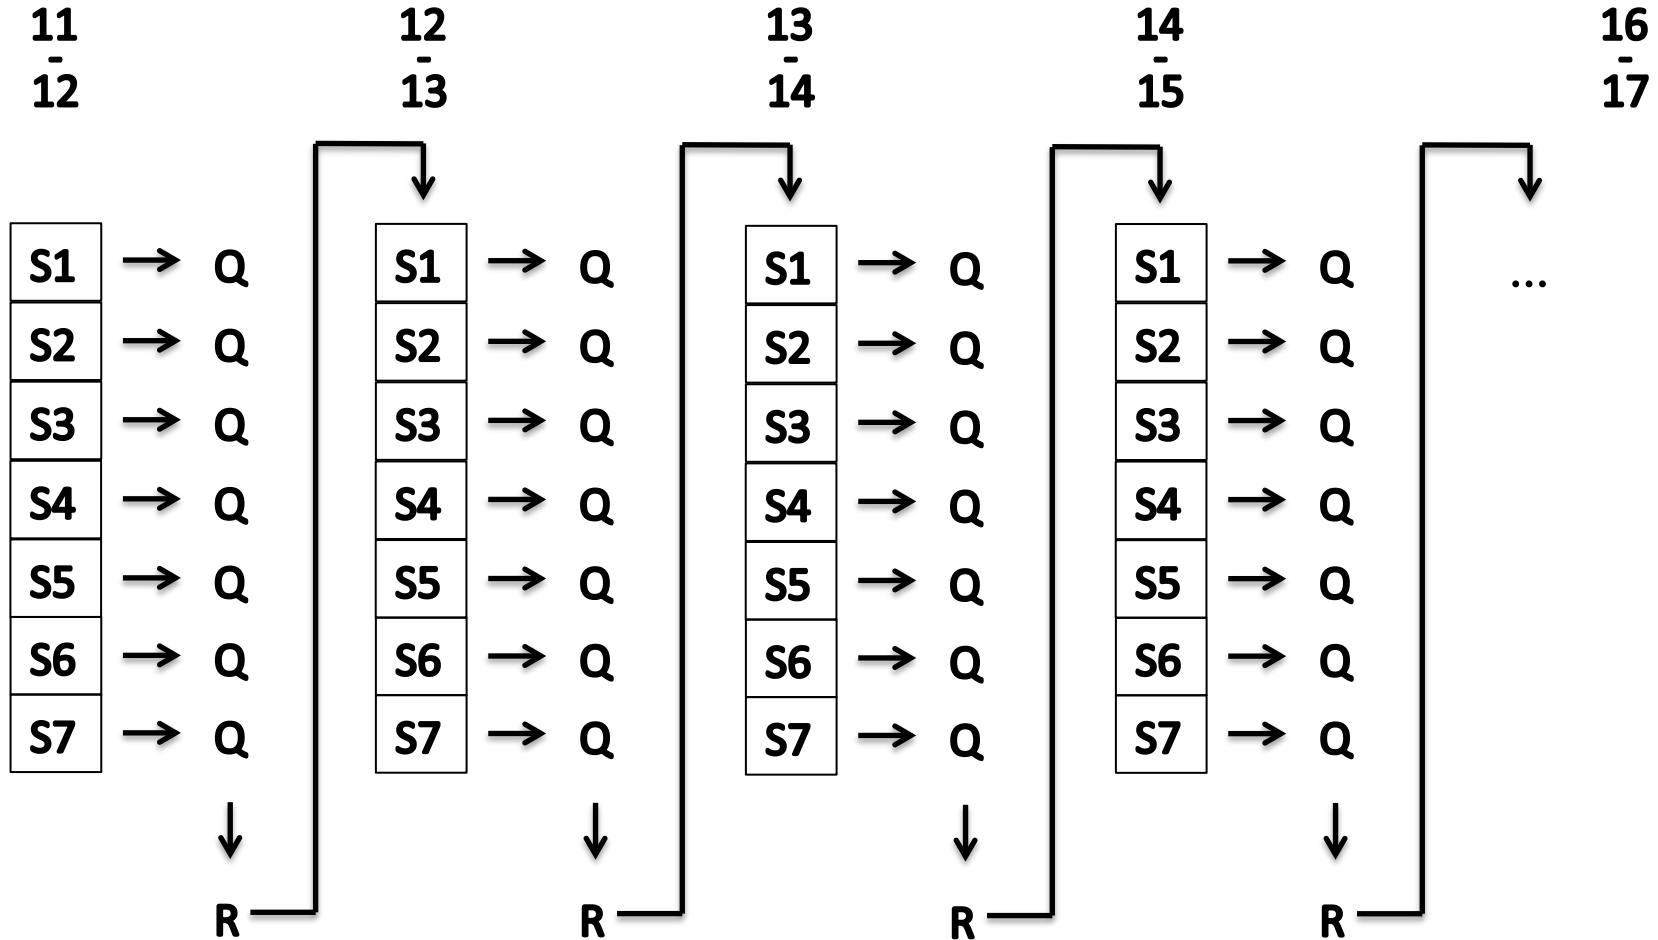 11 12 13 14 16
- - - - -
12 13 14 15 17
S1 Q S1 Q S1 Q S1 Q ...
S2 Q S2 Q S2 Q S2 Q
S3 Q S3 Q S3 Q S3 Q
S4 Q S4 Q S4 Q S4 Q
S5 Q S5 Q S5 Q S5 Q
S6 Q S6 Q S6 Q S6 Q
S7 Q S7 Q S7 Q S7 Q
R R R R